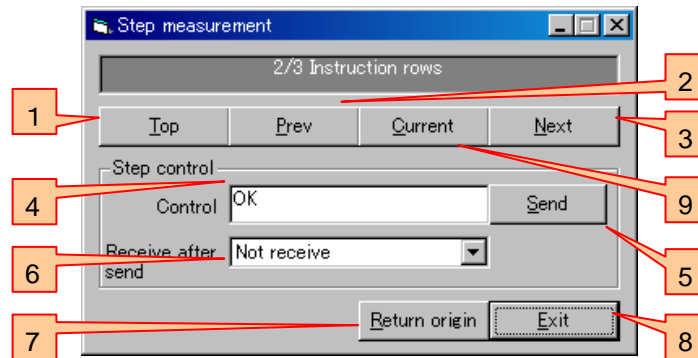 Step measurement
2/3 Instruction rows
2
1
Top Prev Current Next
3
Step control
4
Control OK Send
9
Receive after send Not receive
6
5
Return origin Exit
7
8